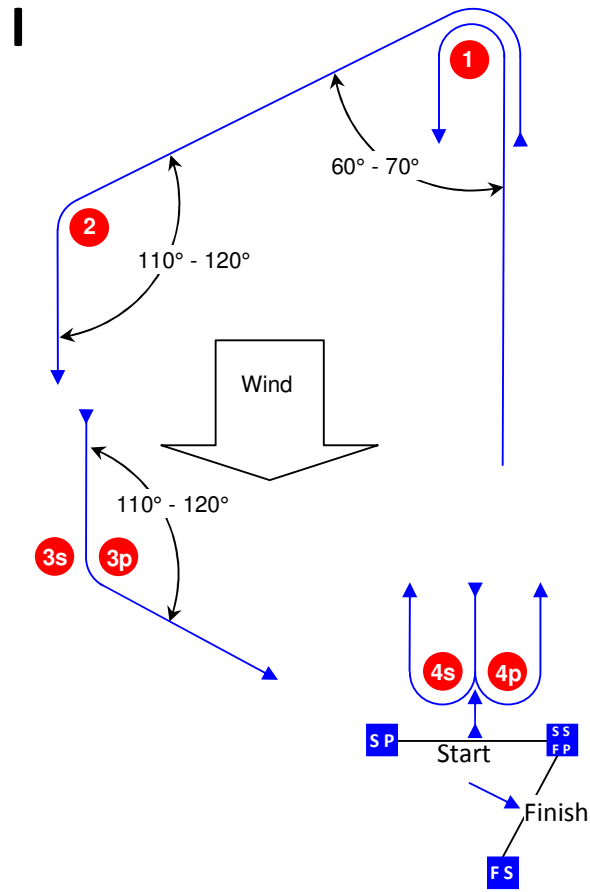 I
1
60° - 70°
2
110° - 120°
Wind
110° - 120°
3s
3p
4s
4p
S P
S S
F P
Start
Finish
F S